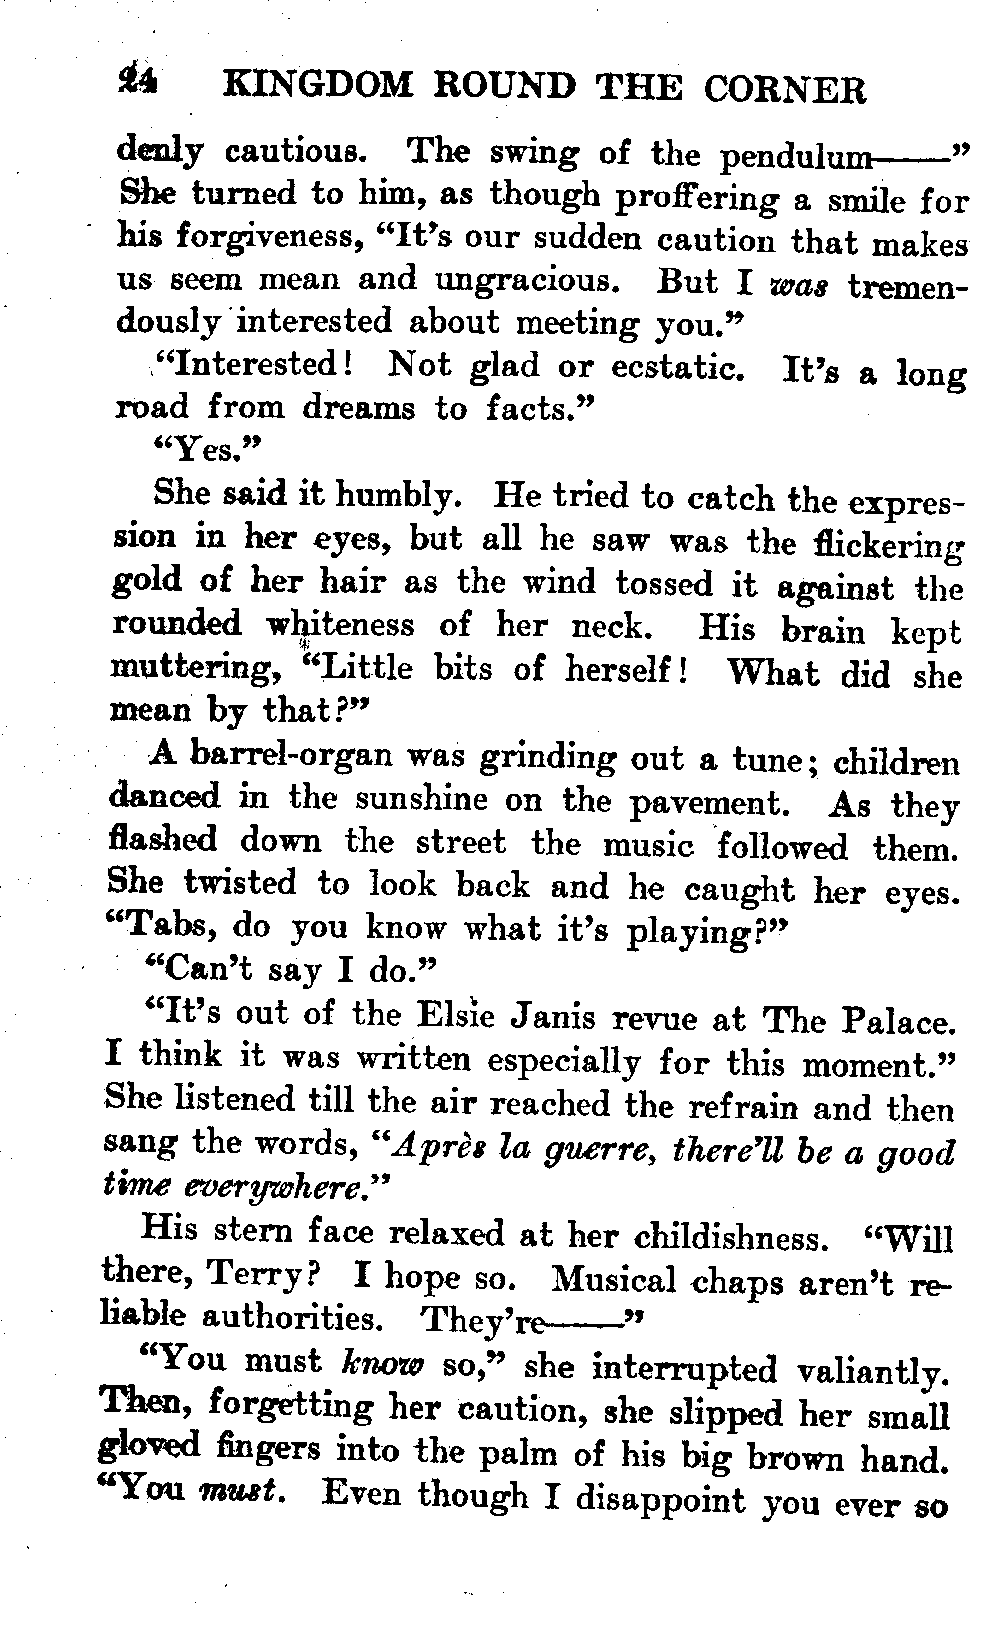 24 KINGDOM ROUND THE CORNER
denly cautious. The swing of the pendulum——”
She turned to him, as though proffering a smile for
his forgiveness, “It’s our sudden caution that makes
us seem mean and ungracious. But I was tremen-
dously interested about meeting you.”
“Interested! Not glad or ecstatic. It’s a long
road from dreams to facts.”
“Yes.”
She said it humbly. He tried to catch the expres-
sion in her eyes, but all he saw was the flickering
gold of her hair as the wind tossed it against the
rounded whiteness of her neck. His brain kept
muttering, “Little bits of herself! What did she
mean by that?”
A barrel-organ was grinding out a tune; children
danced in the sunshine on the pavement. As they
flashed down the street the music followed them.
She twisted to look back and he caught her eyes.
“Tabs, do you know what it’s playing?”
“Can’t say I do.”
“It’s out of the Elsie Janis revue at The Palace.
I think it was written especially for this moment.”
She listened till the air reached the refrain and then
sang the words, “Après la guerre, there’ll be a good
time everywhere.”
His stern face relaxed at her childishness. “Will
there, Terry? I hope so. Musical chaps aren’t re-
liable authorities. They’re——”
“You must know so,” she interrupted valiantly.
Then, forgetting her caution, she slipped her small
gloved fingers into the palm of his big brown hand.
“You must. Even though I disappoint you ever so